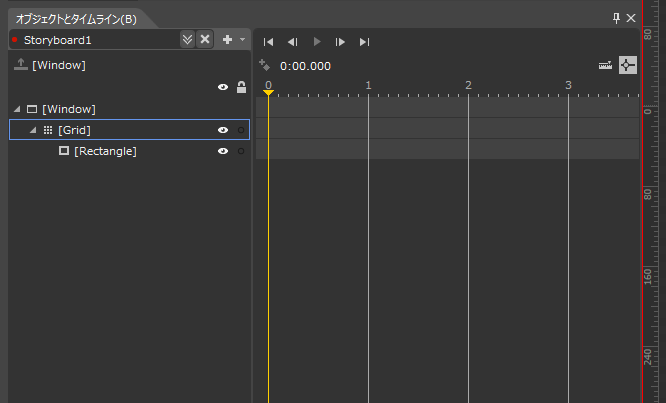 オブジェクトとタイムライン(B)
Storyboard1
[Window]
0:00.000
0 1 2 3
[Window]
[Grid]
[Rectangle]
80
0
80
160
240